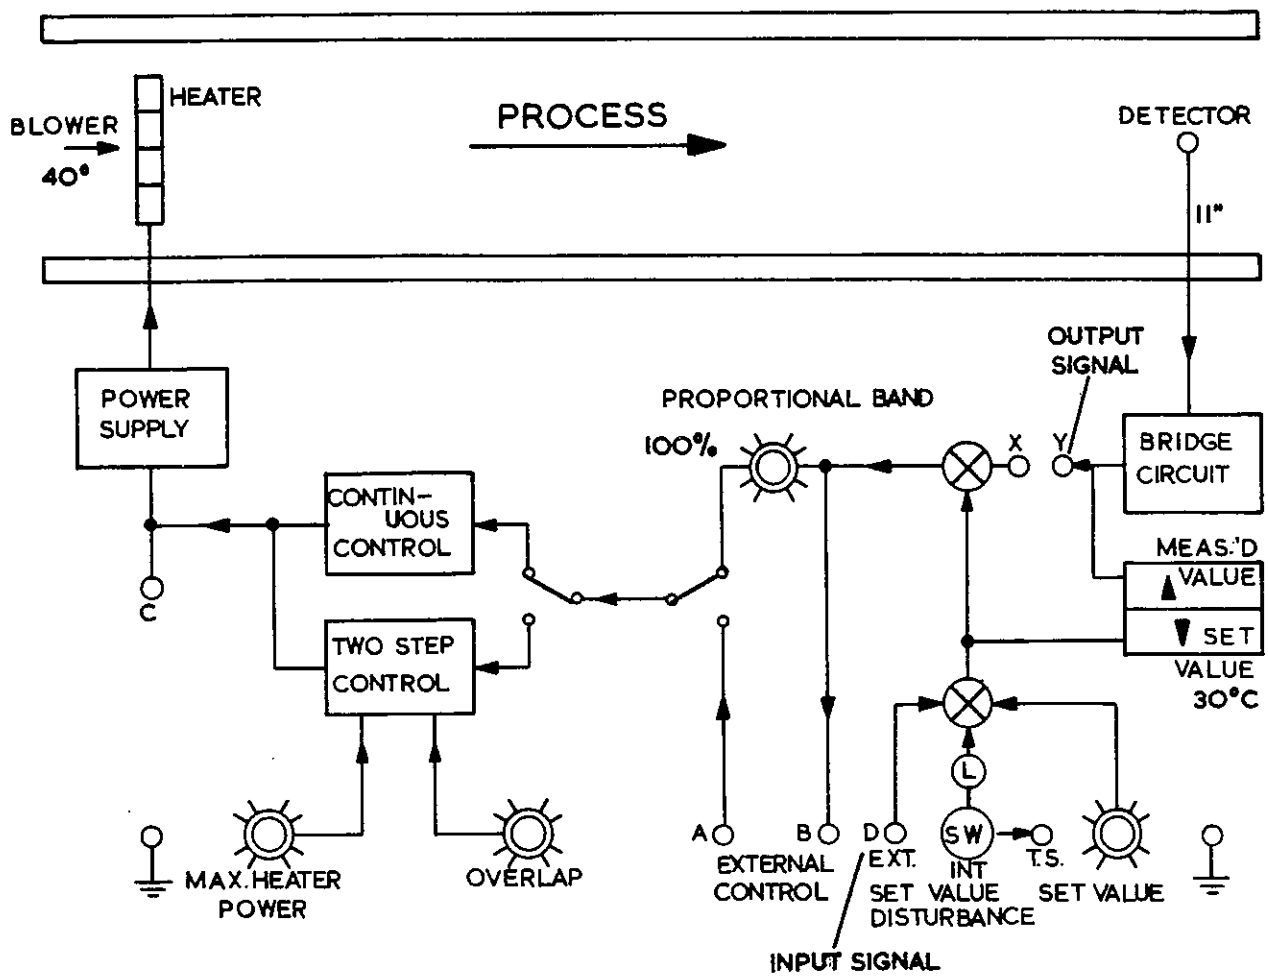 HEATER
BLOWER
40°
PROCESS
DETECTOR
11"
OUTPUT
SIGNAL
POWER
SUPPLY
PROPORTIONAL BAND
100%
X
Y
BRIDGE
CIRCUIT
CONTIN-
UOUS
CONTROL
C
MEAS.'D
VALUE
SET
VALUE
30°C
TWO STEP
CONTROL
L
A
B
D
SW
EXT.
INT
T.S.
MAX. HEATER
POWER
OVERLAP
EXTERNAL
CONTROL
SET VALUE
DISTURBANCE
SET VALUE
INPUT SIGNAL